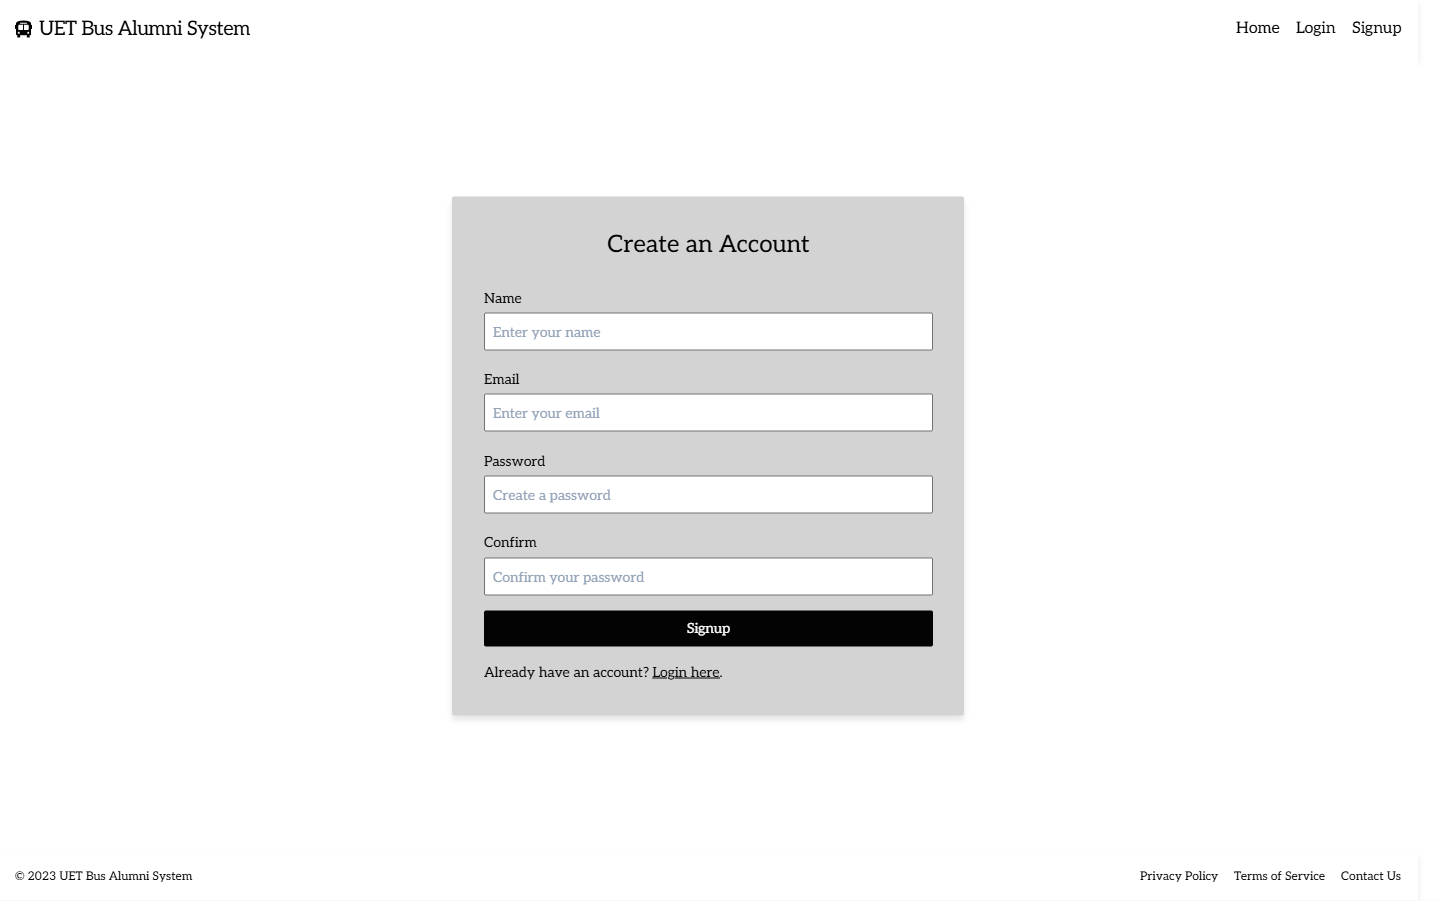 UET Bus Alumni System
Home Login Signup
Create an Account
Name
Enter your name
Email
Enter your email
Password
Create a password
Confirm
Confirm your password
Signup
Already have an account? Login here.
© 2023 UET Bus Alumni System
Privacy Policy Terms of Service Contact Us